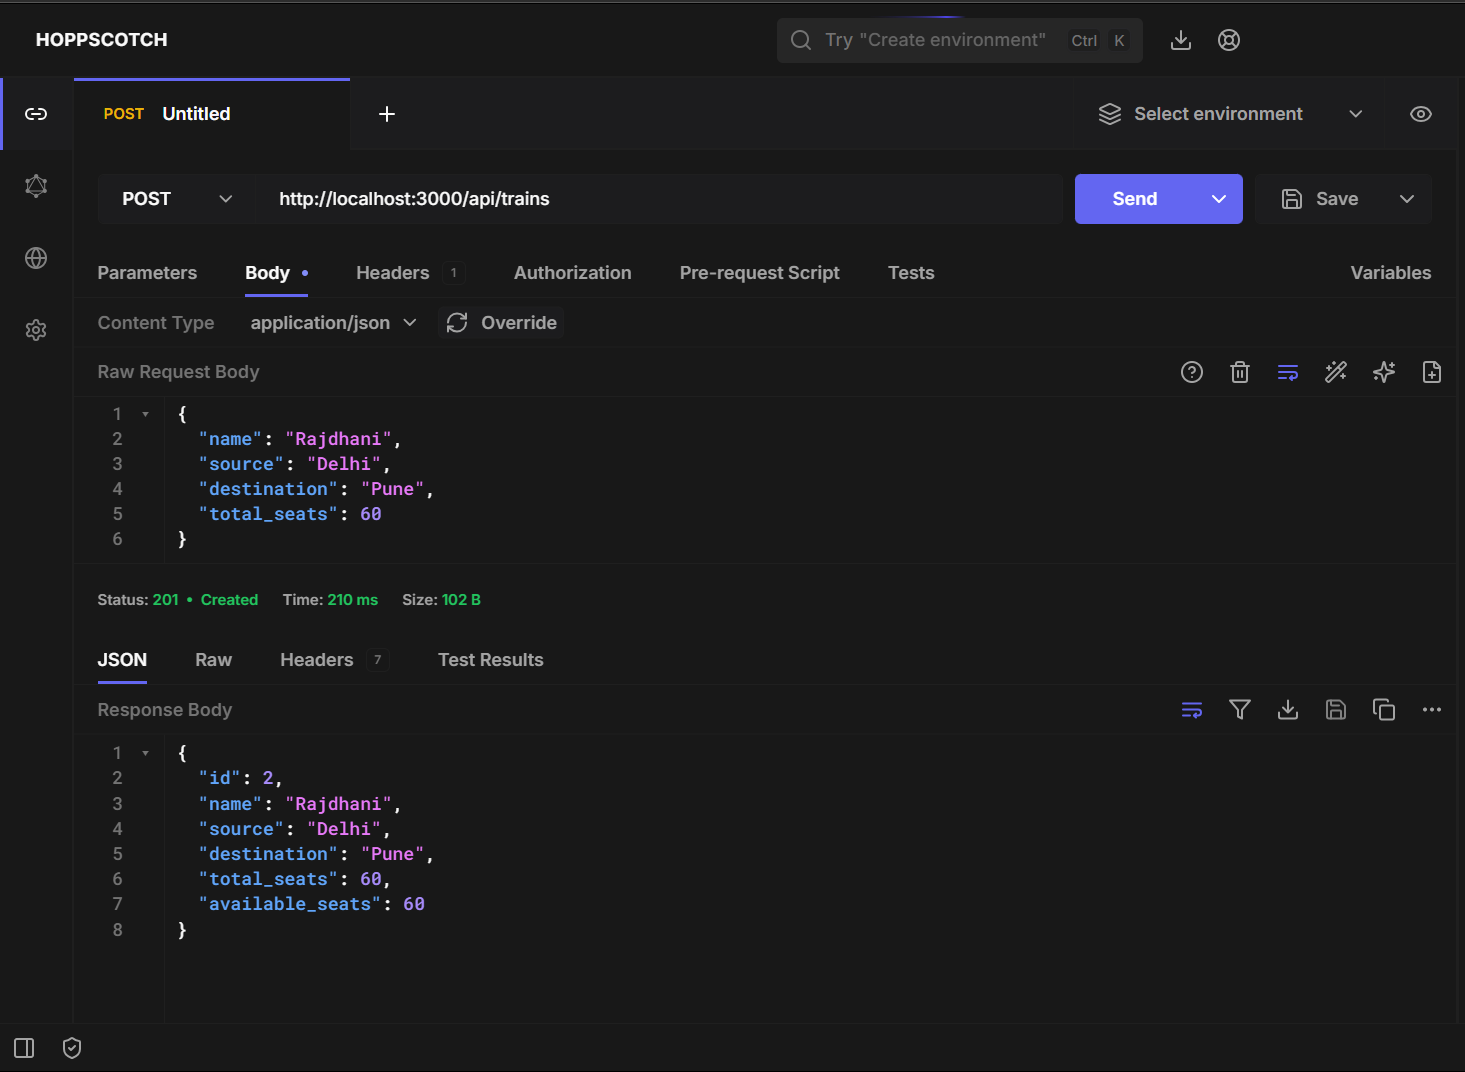 HOPPSCOTCH
Try "Create environment" Ctrl K
POST Untitled
Select environment
POST http://localhost:3000/api/trains Send Save
Parameters Body • Headers 1 Authorization Pre-request Script Tests Variables
Content Type application/json Override
Raw Request Body
1 {
2 "name": "Rajdhani",
3 "source": "Delhi",
4 "destination": "Pune",
5 "total_seats": 60
6 }
Status: 201 • Created Time: 210 ms Size: 102 B
JSON Raw Headers 7 Test Results
Response Body
1 {
2 "id": 2,
3 "name": "Rajdhani",
4 "source": "Delhi",
5 "destination": "Pune",
6 "total_seats": 60,
7 "available_seats": 60
8 }